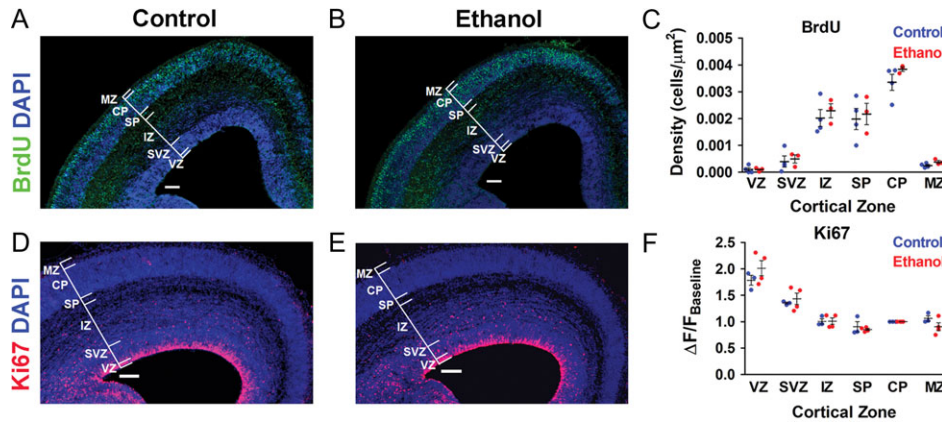 A
Control
B
Ethanol
BrdU DAPI
MZ
CP
SP
IZ
SVZ
VZ
MZ
CP
SP
IZ
SVZ
VZ
C
BrdU
Control
Ethanol
Density (cells/μm²)
0.005
0.004
0.003
0.002
0.001
0.000
VZ SVZ IZ SP CP MZ
Cortical Zone
D
Ki67 DAPI
MZ
CP
SP
IZ
SVZ
VZ
E
MZ
CP
SP
IZ
SVZ
VZ
F
Ki67
Control
Ethanol
ΔF/FBaseline
2.5
2.0
1.5
1.0
0.5
0.0
VZ SVZ IZ SP CP MZ
Cortical Zone